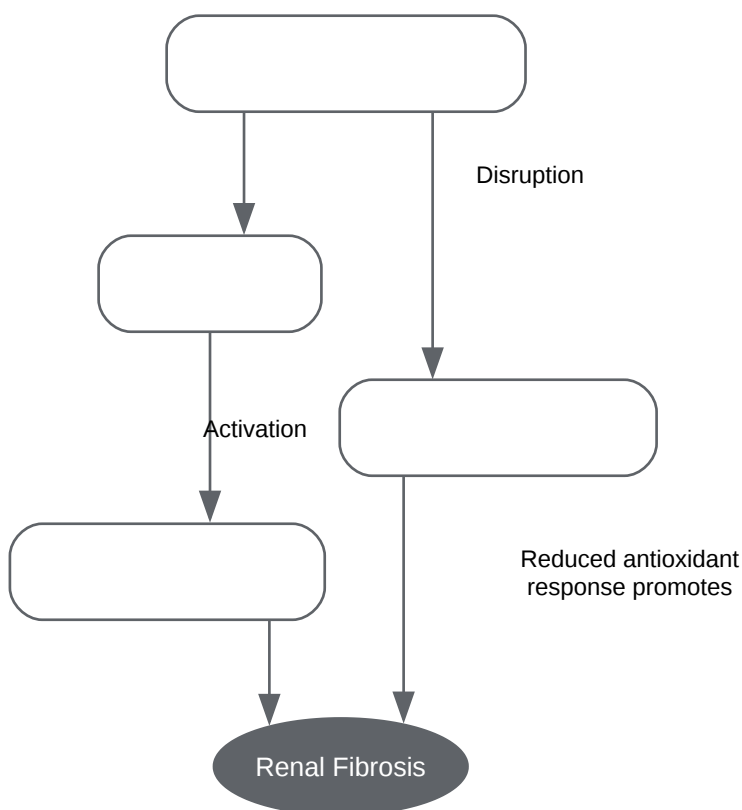 Disruption
Activation
Reduced antioxidant
response promotes
Renal Fibrosis